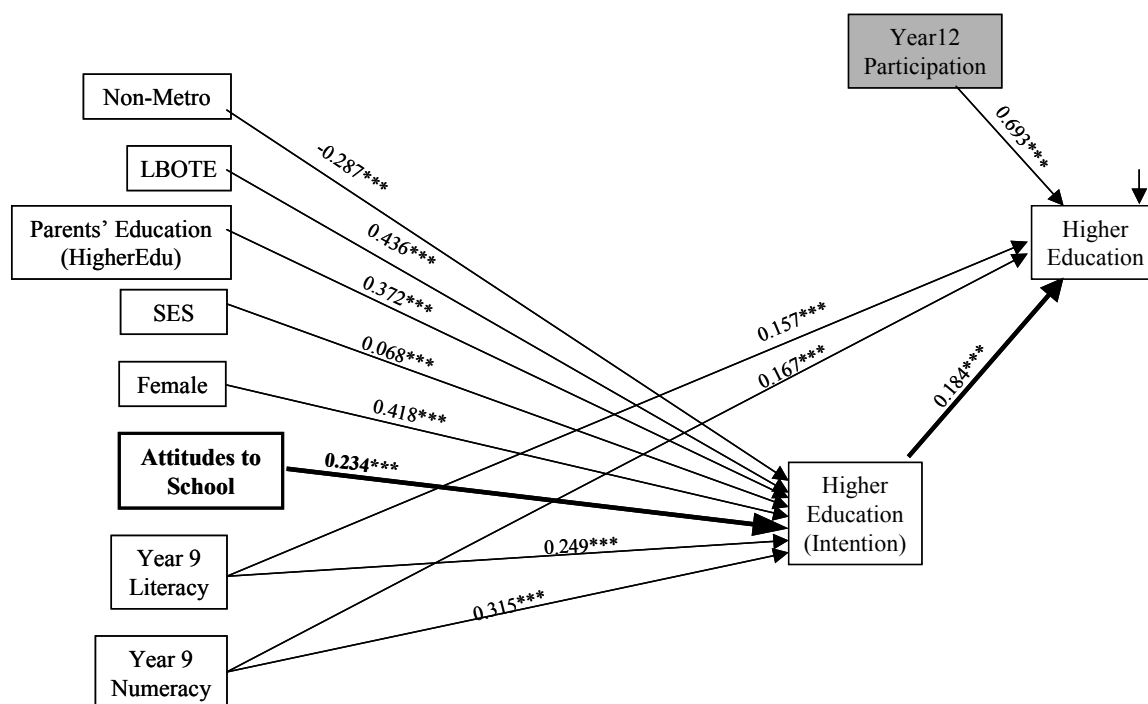 Year12
Participation
Non-Metro
0.693***
-0.287***
LBOTE
Parents’ Education
(HigherEdu)
0.436***
Higher
Education
0.372***
SES
0.157***
0.068***
0.167***
Female
0.184***
0.418***
Attitudes to
School
0.234***
Higher
Education
(Intention)
Year 9
Literacy
0.249***
0.315***
Year 9
Numeracy